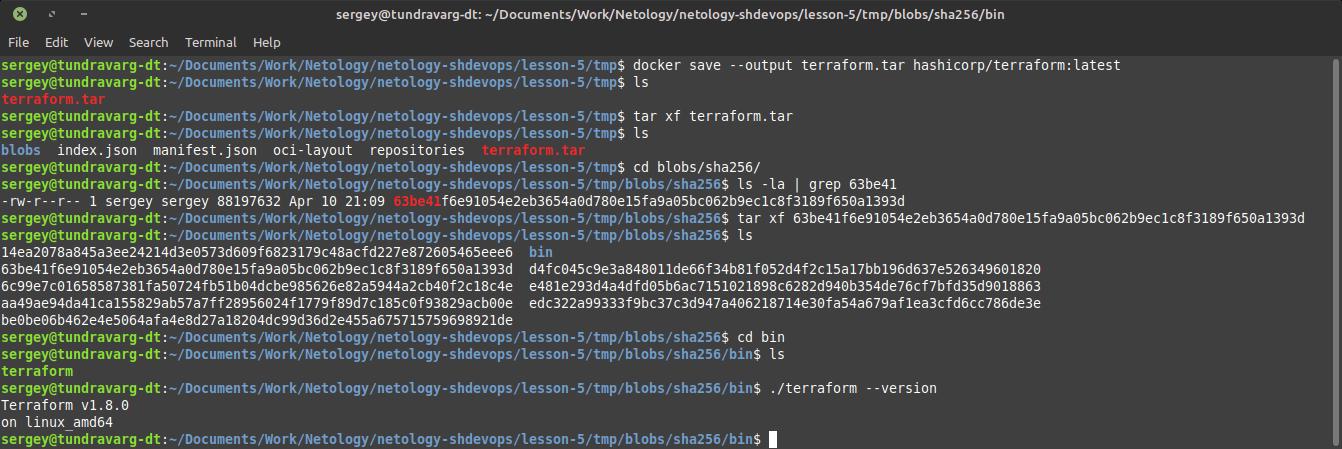 sergey@tundravarg-dt: ~/Documents/Work/Netology/netology-shdevops/lesson-5/tmp/blobs/sha256/bin
File Edit View Search Terminal Help
sergey@tundravarg-dt:~/Documents/Work/Netology/netology-shdevops/lesson-5/tmp$ docker save --output terraform.tar hashicorp/terraform:latest
sergey@tundravarg-dt:~/Documents/Work/Netology/netology-shdevops/lesson-5/tmp$ ls
terraform.tar
sergey@tundravarg-dt:~/Documents/Work/Netology/netology-shdevops/lesson-5/tmp$ tar xf terraform.tar
sergey@tundravarg-dt:~/Documents/Work/Netology/netology-shdevops/lesson-5/tmp$ ls
blobs  index.json  manifest.json  oci-layout  repositories  terraform.tar
sergey@tundravarg-dt:~/Documents/Work/Netology/netology-shdevops/lesson-5/tmp$ cd blobs/sha256/
sergey@tundravarg-dt:~/Documents/Work/Netology/netology-shdevops/lesson-5/tmp/blobs/sha256$ ls -la | grep 63be41
-rw-r--r-- 1 sergey sergey 88197632 Apr 10 21:09 63be41f6e91054e2eb3654a0d780e15fa9a05bc062b9ec1c8f3189f650a1393d
sergey@tundravarg-dt:~/Documents/Work/Netology/netology-shdevops/lesson-5/tmp/blobs/sha256$ tar xf 63be41f6e91054e2eb3654a0d780e15fa9a05bc062b9ec1c8f3189f650a1393d
sergey@tundravarg-dt:~/Documents/Work/Netology/netology-shdevops/lesson-5/tmp/blobs/sha256$ ls
14ea2078a845a3ee24214d3e0573d609f6823179c48acfd227e872605465eee6  bin
63be41f6e91054e2eb3654a0d780e15fa9a05bc062b9ec1c8f3189f650a1393d  d4fc045c9e3a848011de66f34b81f052d4f2c15a17bb196d637e526349601820
6c99e7c01658587381fa50724fb51b04dcbe985626e82a5944a2cb40f2c18c4e  e481e293d4a4dfd05b6ac7151021898c6282d940b354de76cf7bfd35d9018863
aa49ae94da41ca155829ab57a7ff28956024f1779f89d7c185c0f93829acb00e  edc322a99333f9bc37c3d947a406218714e30fa54a679af1ea3cfd6cc786de3e
be0be06b462e4e5064afa4e8d27a18204dc99d36d2e455a675715759698921de
sergey@tundravarg-dt:~/Documents/Work/Netology/netology-shdevops/lesson-5/tmp/blobs/sha256$ cd bin
sergey@tundravarg-dt:~/Documents/Work/Netology/netology-shdevops/lesson-5/tmp/blobs/sha256/bin$ ls
terraform
sergey@tundravarg-dt:~/Documents/Work/Netology/netology-shdevops/lesson-5/tmp/blobs/sha256/bin$ ./terraform --version
Terraform v1.8.0
on linux_amd64
sergey@tundravarg-dt:~/Documents/Work/Netology/netology-shdevops/lesson-5/tmp/blobs/sha256/bin$